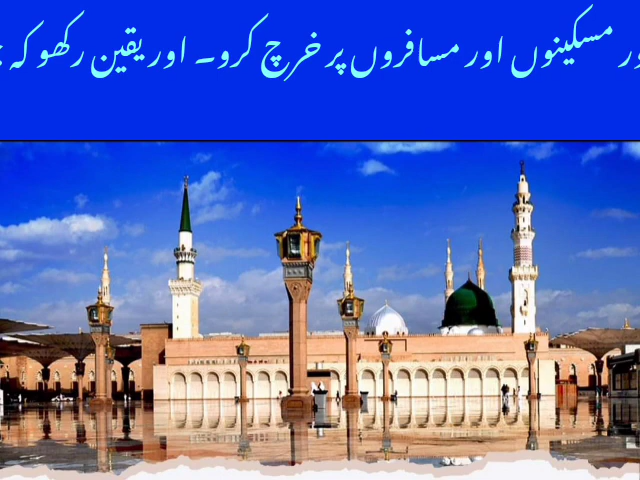 مسکینوں اور مسافروں پر خرچ کرو۔ اور یقین رکھو کہ